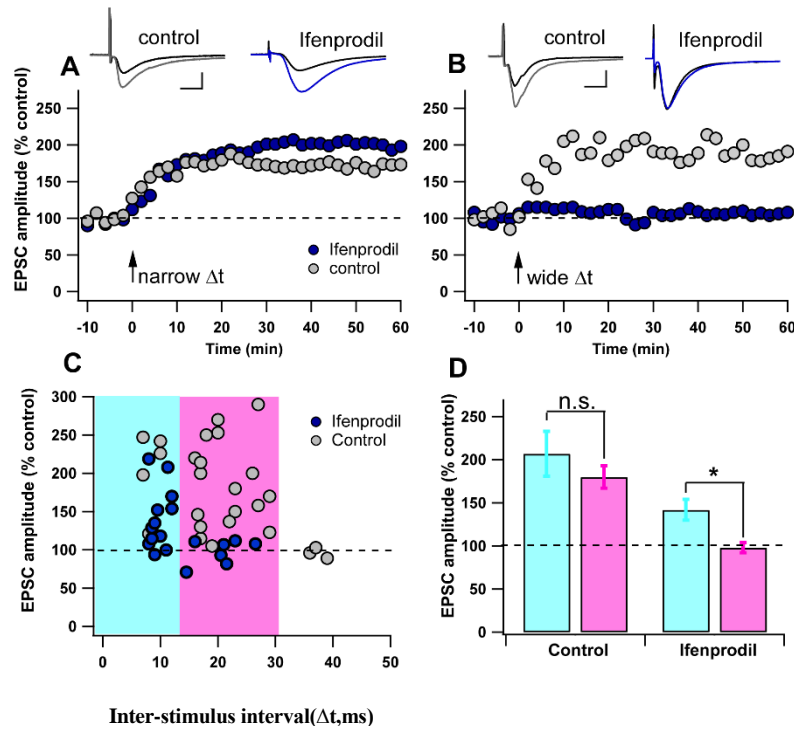 control
Ifenprodil
control
Ifenprodil
A
B
EPSC amplitude (% control)
250
200
150
100
50
0
narrow Δt
Ifenprodil
control
-10 0 10 20 30 40 50 60
Time (min)
250
200
150
100
50
0
wide Δt
-10 0 10 20 30 40 50 60
Time (min)
C
EPSC amplitude (% control)
300
250
200
150
100
50
0
Ifenprodil
Control
0 10 20 30 40 50
Inter-stimulus interval(Δt,ms)
D
EPSC amplitude (% control)
250
200
150
100
50
0
n.s.
*
Control
Ifenprodil